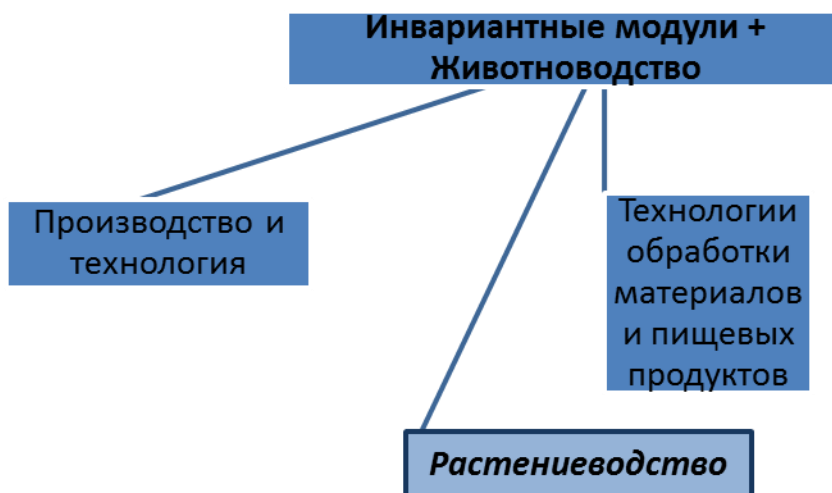 Инвариантные модули +
Животноводство
Производство и
технология
Технологии
обработки
материалов
и пищевых
продуктов
Растениеводство